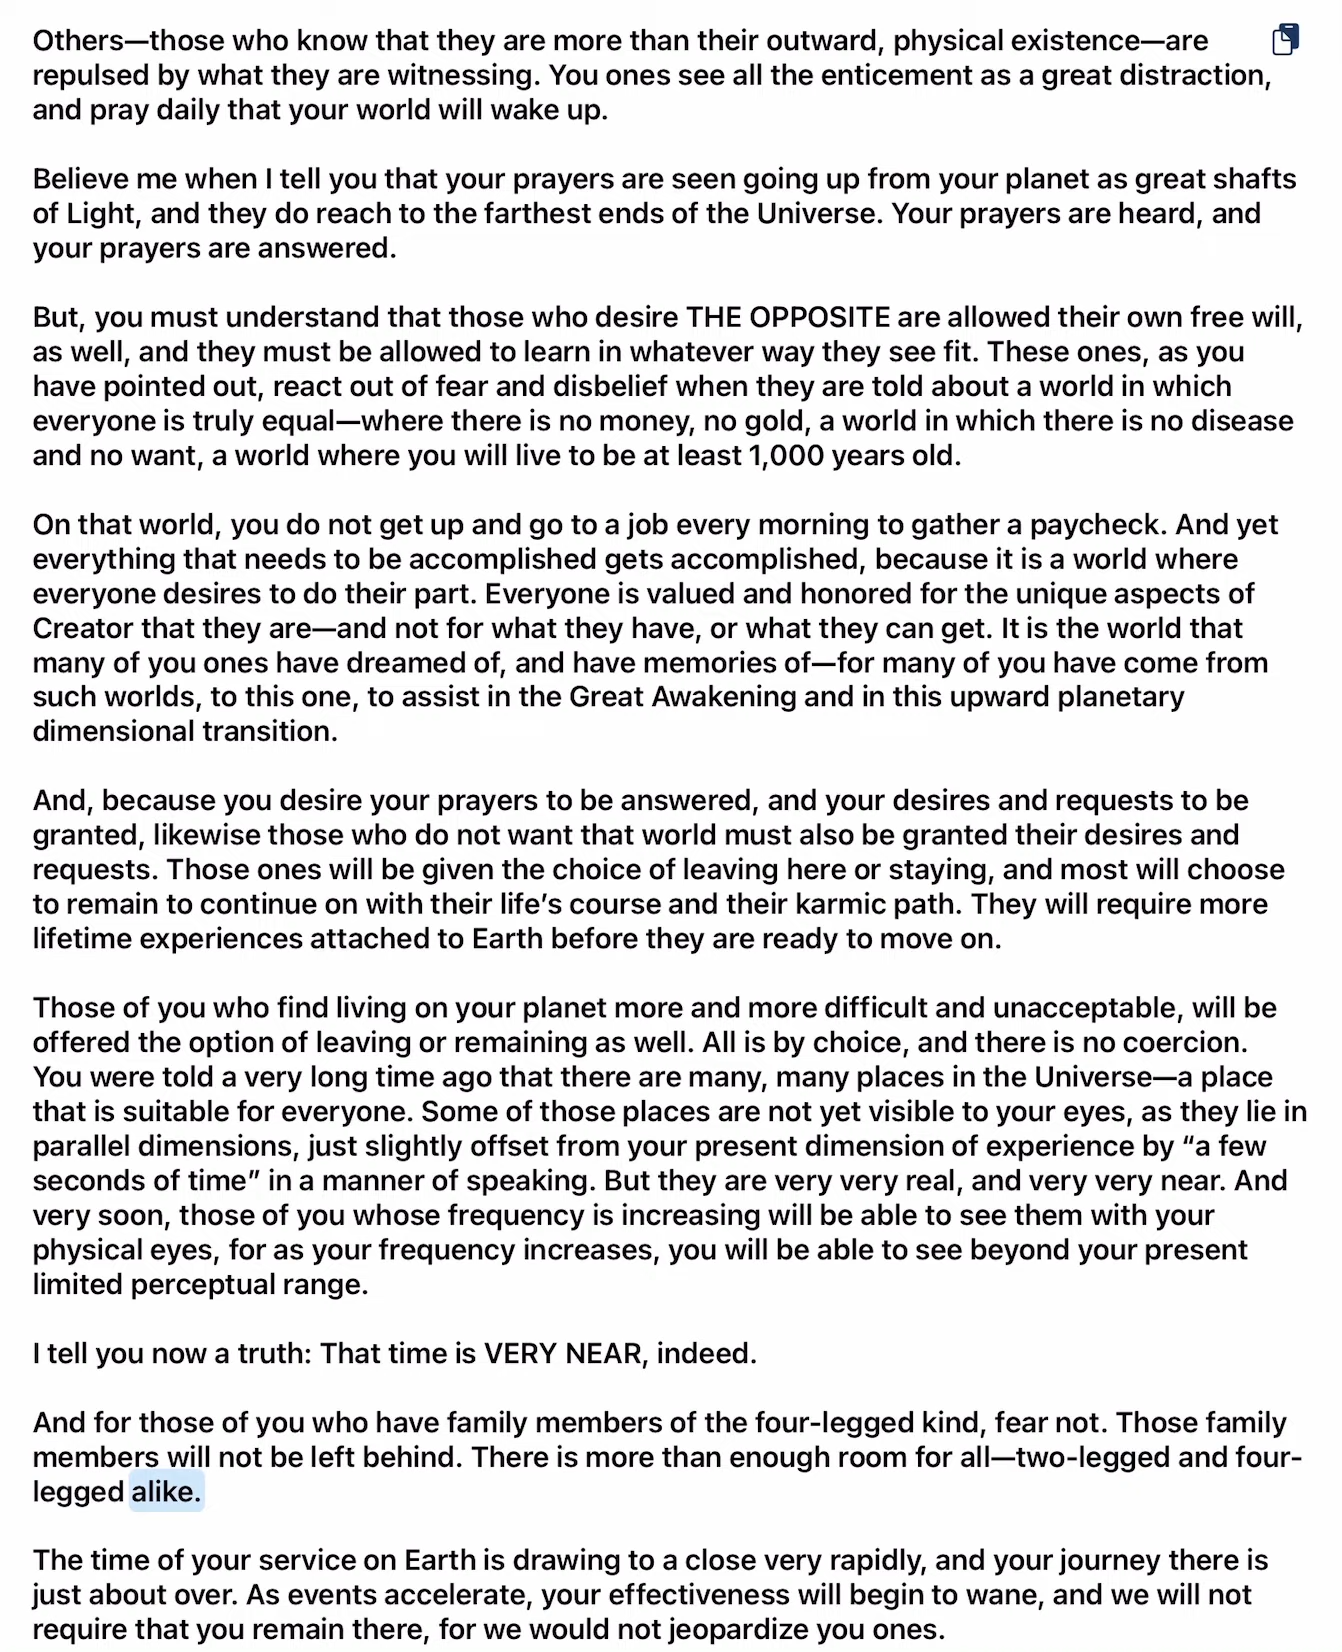 Others—those who know that they are more than their outward, physical existence—are
repulsed by what they are witnessing. You ones see all the enticement as a great distraction,
and pray daily that your world will wake up.
Believe me when I tell you that your prayers are seen going up from your planet as great shafts
of Light, and they do reach to the farthest ends of the Universe. Your prayers are heard, and
your prayers are answered.
But, you must understand that those who desire THE OPPOSITE are allowed their own free will,
as well, and they must be allowed to learn in whatever way they see fit. These ones, as you
have pointed out, react out of fear and disbelief when they are told about a world in which
everyone is truly equal—where there is no money, no gold, a world in which there is no disease
and no want, a world where you will live to be at least 1,000 years old.
On that world, you do not get up and go to a job every morning to gather a paycheck. And yet
everything that needs to be accomplished gets accomplished, because it is a world where
everyone desires to do their part. Everyone is valued and honored for the unique aspects of
Creator that they are—and not for what they have, or what they can get. It is the world that
many of you ones have dreamed of, and have memories of—for many of you have come from
such worlds, to this one, to assist in the Great Awakening and in this upward planetary
dimensional transition.
And, because you desire your prayers to be answered, and your desires and requests to be
granted, likewise those who do not want that world must also be granted their desires and
requests. Those ones will be given the choice of leaving here or staying, and most will choose
to remain to continue on with their life’s course and their karmic path. They will require more
lifetime experiences attached to Earth before they are ready to move on.
Those of you who find living on your planet more and more difficult and unacceptable, will be
offered the option of leaving or remaining as well. All is by choice, and there is no coercion.
You were told a very long time ago that there are many, many places in the Universe—a place
that is suitable for everyone. Some of those places are not yet visible to your eyes, as they lie in
parallel dimensions, just slightly offset from your present dimension of experience by “a few
seconds of time” in a manner of speaking. But they are very very real, and very very near. And
very soon, those of you whose frequency is increasing will be able to see them with your
physical eyes, for as your frequency increases, you will be able to see beyond your present
limited perceptual range.
I tell you now a truth: That time is VERY NEAR, indeed.
And for those of you who have family members of the four-legged kind, fear not. Those family
members will not be left behind. There is more than enough room for all—two-legged and four-
legged alike.
The time of your service on Earth is drawing to a close very rapidly, and your journey there is
just about over. As events accelerate, your effectiveness will begin to wane, and we will not
require that you remain there, for we would not jeopardize you ones.